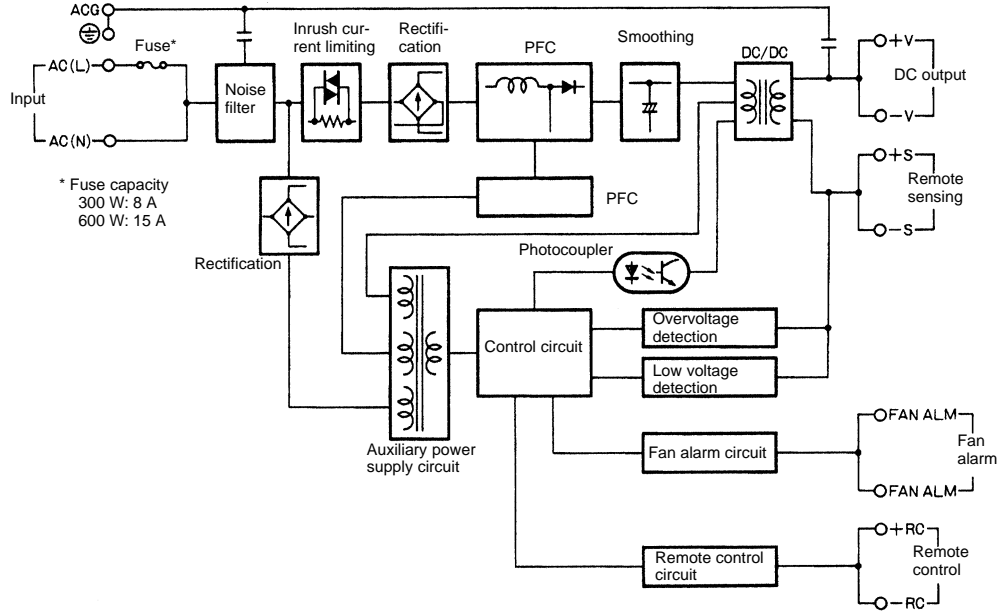 ACG
Inrush cur-
rent limiting
Rectifi-
cation
PFC
Smoothing
DC/DC
+V
DC output
-V
Fuse*
AC(L)
Input
AC(N)
Noise
filter
* Fuse capacity
300 W: 8 A
600 W: 15 A
+S
Remote
sensing
-S
PFC
Rectification
Photocoupler
Control circuit
Overvoltage
detection
Low voltage
detection
Auxiliary power
supply circuit
Fan alarm circuit
FAN ALM
Fan
alarm
FAN ALM
Remote control
circuit
+RC
Remote
control
-RC